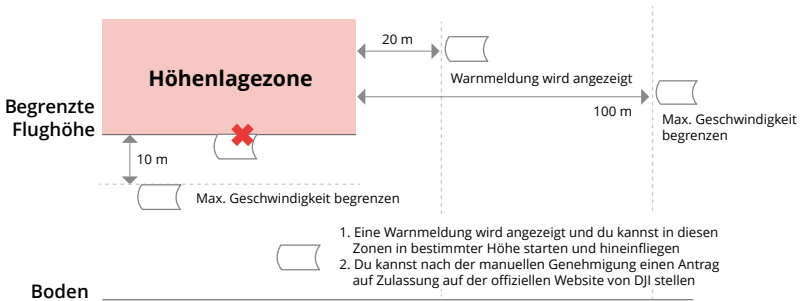 20 m
Höhenlagezone
Warnmeldung wird angezeigt
Begrenzte
Flughöhe
100 m
Max. Geschwindigkeit
begrenzen
10 m
Max. Geschwindigkeit begrenzen
1. Eine Warnmeldung wird angezeigt und du kannst in diesen
Zonen in bestimmter Höhe starten und hineinfliegen
2. Du kannst nach der manuellen Genehmigung einen Antrag
auf Zulassung auf der offiziellen Website von DJI stellen
Boden